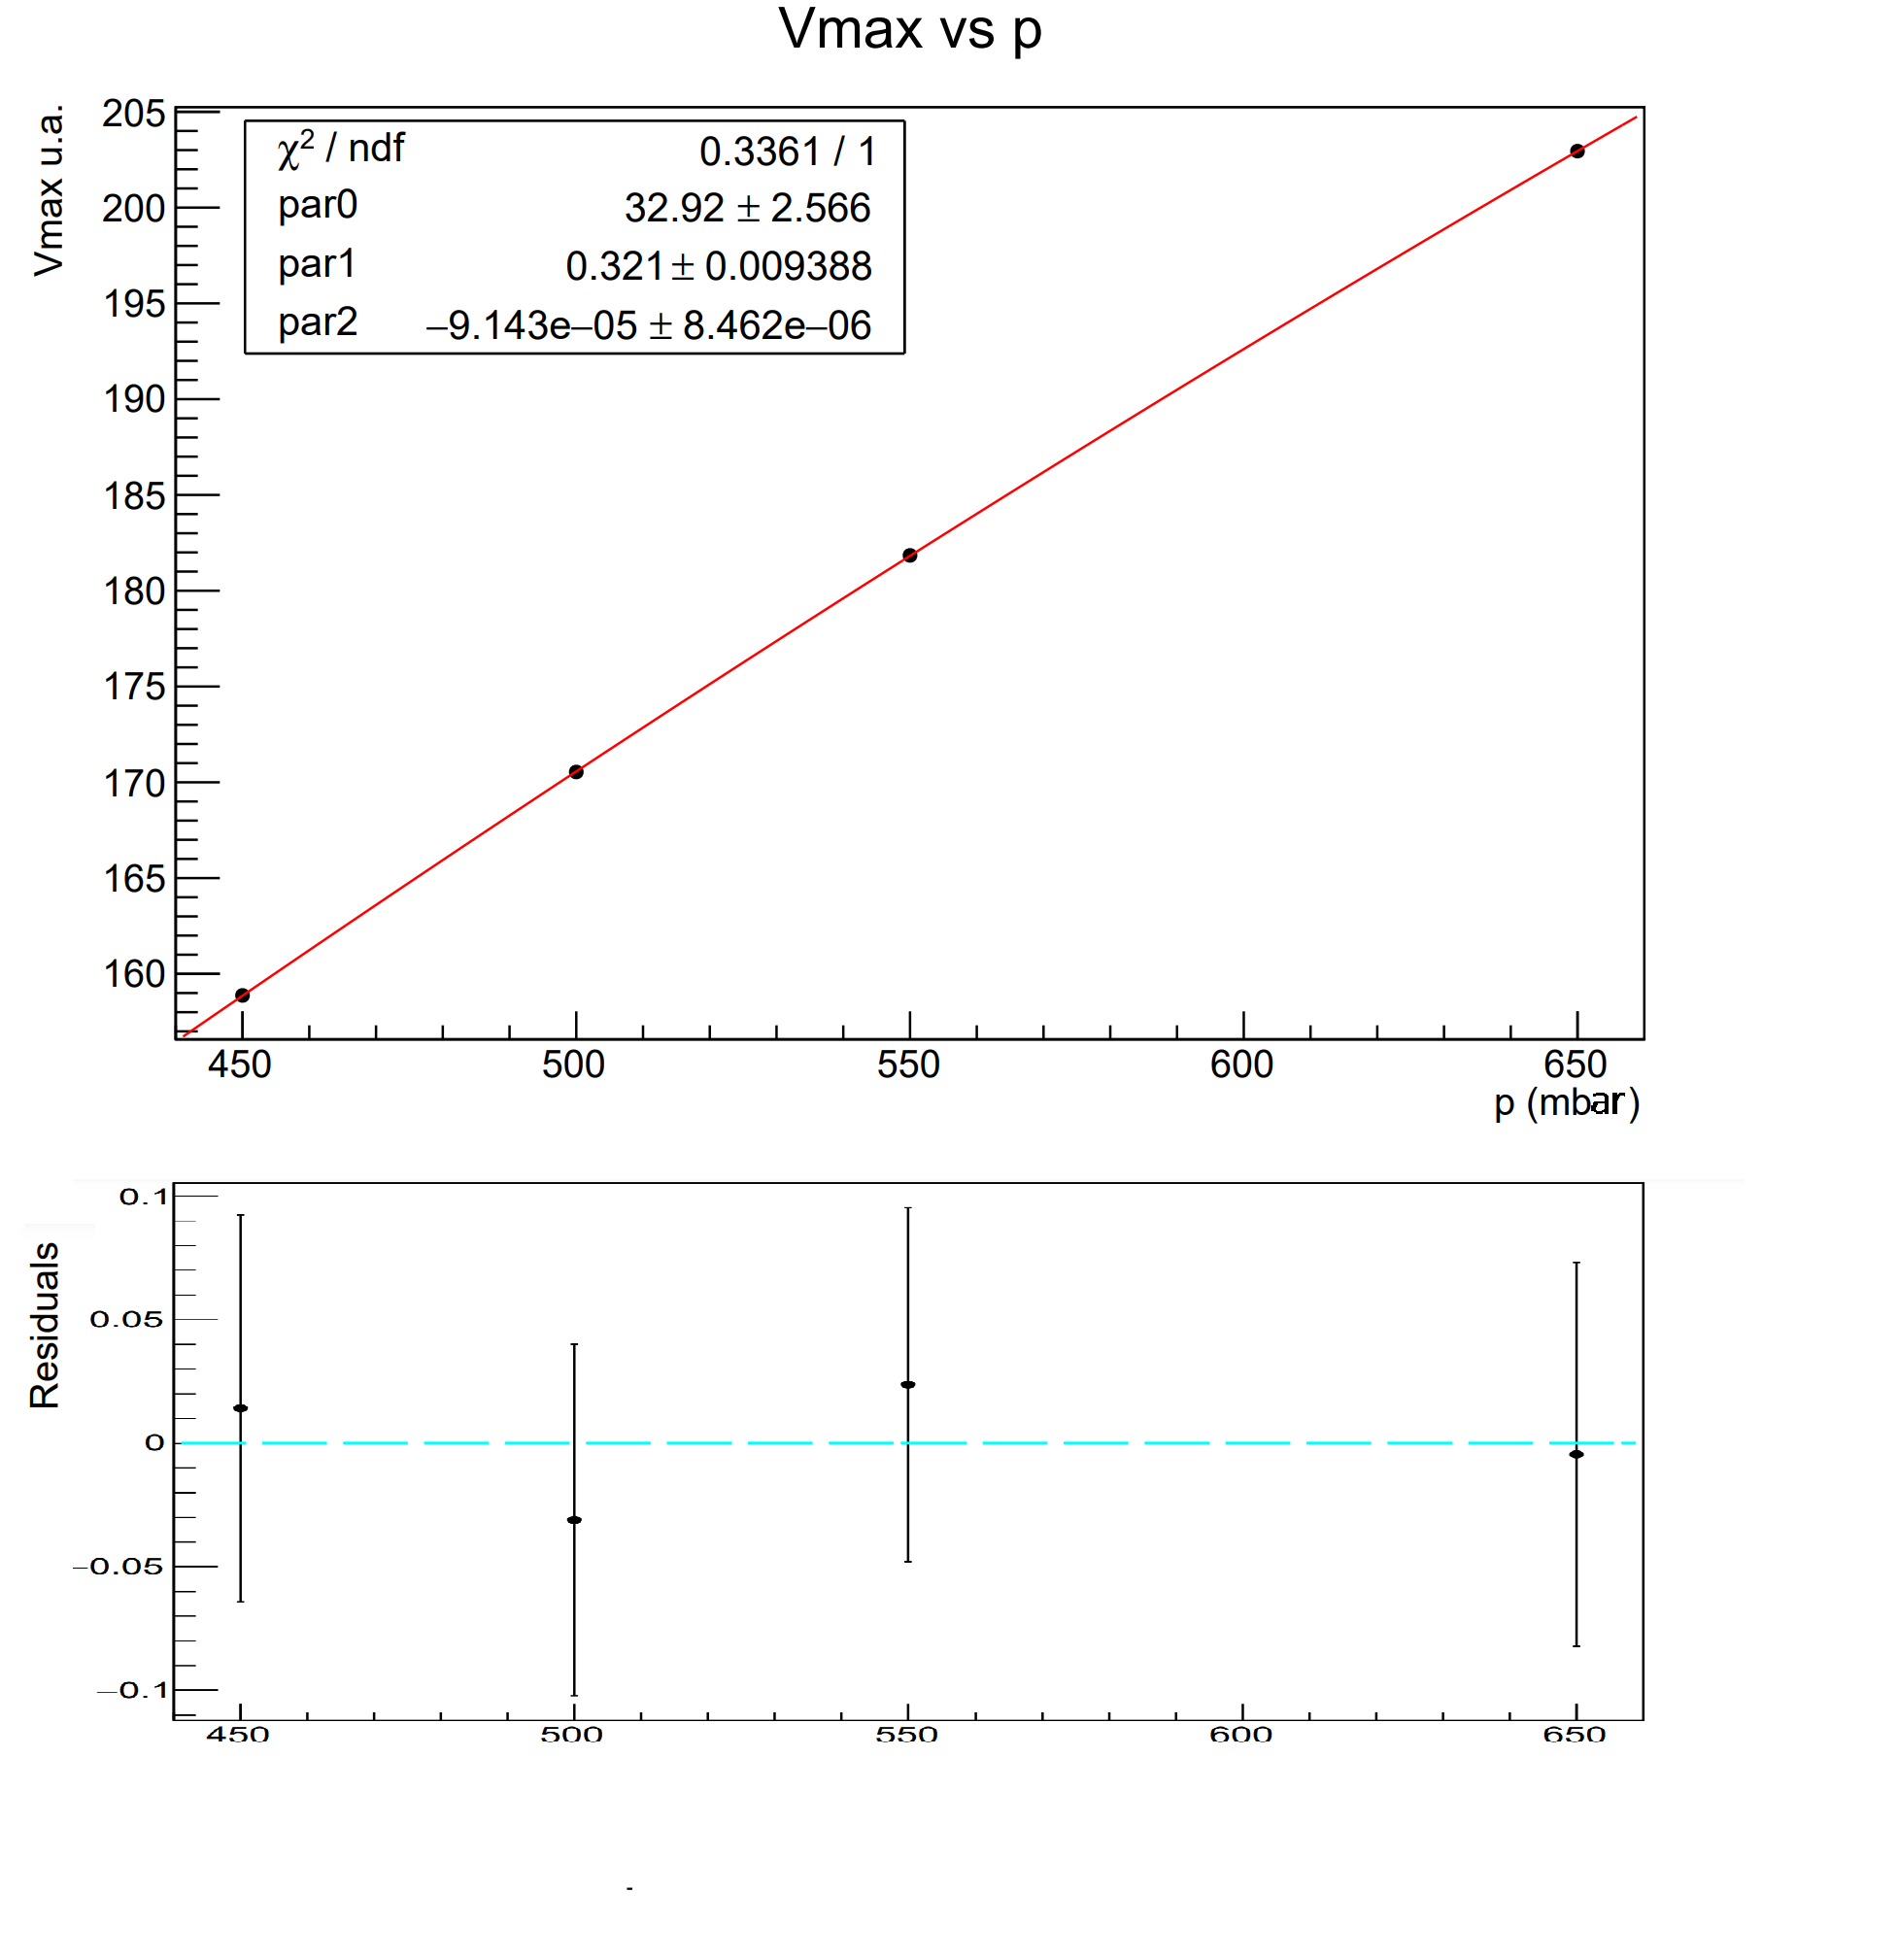 Vmax vs p
Vmax u.a.
205
200
195
190
185
180
175
170
165
160
χ² / ndf 0.3361 / 1
par0 32.92 ± 2.566
par1 0.321 ± 0.009388
par2 −9.143e−05 ± 8.462e−06
450 500 550 600 650
p (mbar)
Residuals
0.1
0.05
0
−0.05
−0.1
450 500 550 600 650
-